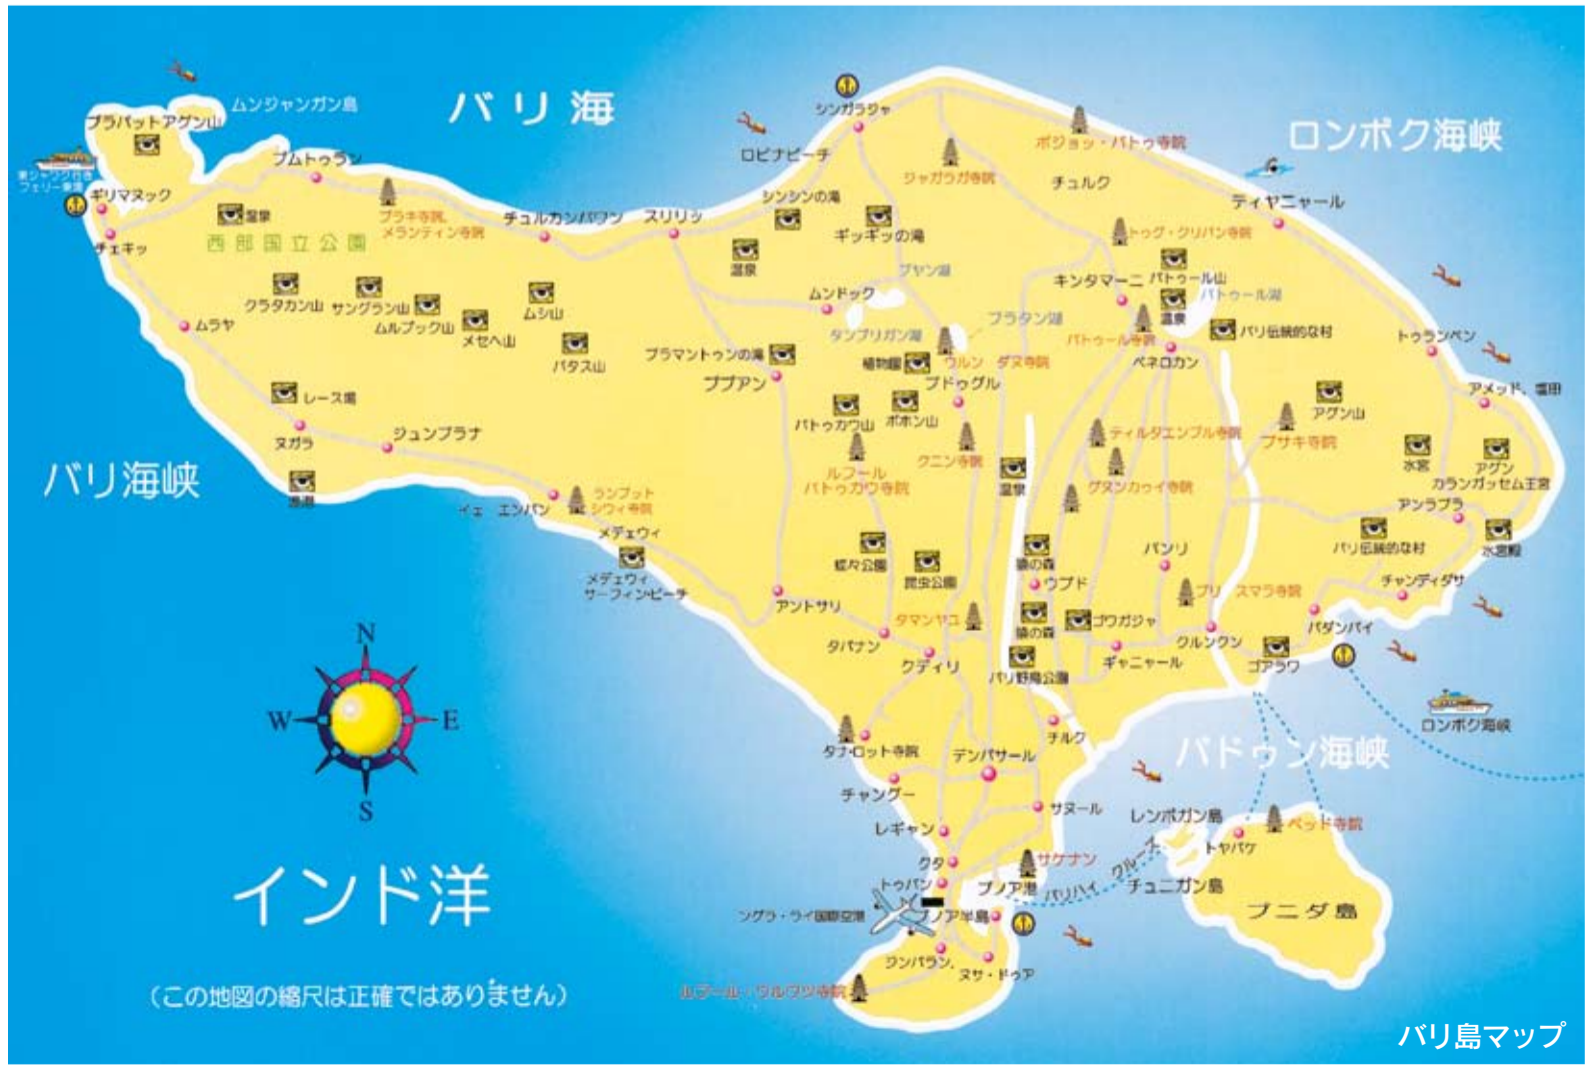 ムンジャンガン島
プラパットアグン山
バリ海
シンガラジャ
ロビナビーチ
ボジョッ・バトゥ寺院
ロンボク海峡
ジャガラガ寺院
チュルク
東ジャワ行き
フェリー乗場
ギリマヌック
チェキッ
プムトゥラン
温泉
プラキ寺院,
メランティン寺院
西部国立公園
チュルカンバワン
スリリッ
シンシンの滝
ギッギッの滝
温泉
ティヤニャール
トゥグ・クリパン寺院
キンタマーニ
バトゥール山
バトゥール湖
温泉
ブヤン湖
ムンドック
タンブリガン湖
ブラタン湖
クラタカン山
サングラン山
ムルブック山
メセヘ山
ムシ山
バタス山
ムラヤ
バトゥール寺院
ペネロカン
バリ伝統的な村
トゥランベン
ブラマントゥンの滝
ププアン
植物園
ウルン ダヌ寺院
ブドゥグル
アメッド、塩田
レース場
ヌガラ
ジュンブラナ
漁港
バトゥカウ山
ポホン山
アグン山
ブサキ寺院
ティルタエンプル寺院
ルフール
バトゥカウ寺院
クニン寺院
温泉
グヌンカウィ寺院
水宮
アグン
カランガッセム王宮
アンラプラ
バリ海峡
イェ エンバン
ランブット
シウィ寺院
メデェウィ
メデェウィ
サーフィンビーチ
バリ伝統的な村
水宮殿
チャンディダサ
蝶々公園
昆虫公園
猿の森
ウブド
バンリ
プリ スマラ寺院
アントサリ
タマンヤユ
猿の森
ゴワガジャ
パダンバイ
タバナン
クディリ
バリ野鳥公園
ギャニャール
クルンクン
ゴアラワ
N
W
E
S
ロンボク海峡
タナ・ロット寺院
デンパサール
チルク
バドゥン海峡
チャングー
サヌール
レギャン
レンボガン島
トヤパケ
ペッド寺院
クタ
サケナン
トゥバン
ブノア港
バリハイ クルーズ
チュニガン島
ングラ・ライ国際空港
ブノア半島
プニダ島
インド洋
ジンバラン,
ヌサ・ドゥア
ルフール・ウルワツ寺院
(この地図の縮尺は正確ではありません)
バリ島マップ